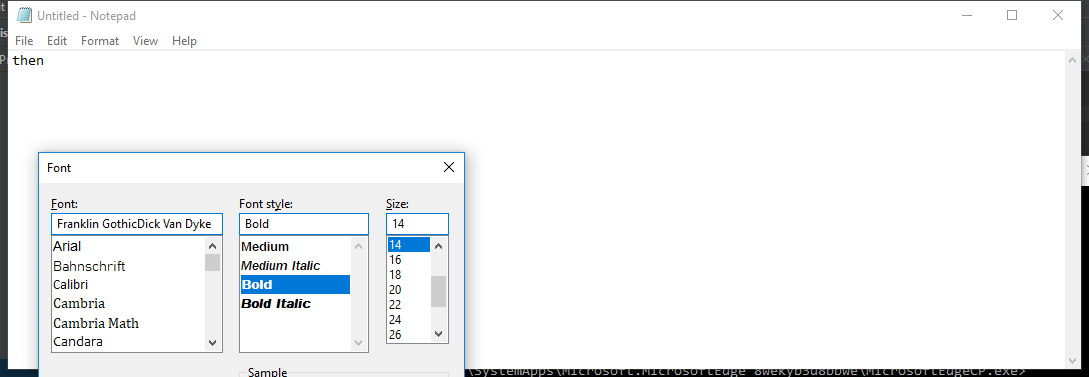 Untitled - Notepad
File Edit Format View Help
then
Font
Font: Font style: Size:
Franklin GothicDick Van Dyke Bold 14
Arial Medium 14
Bahnschrift Medium Italic 16
Calibri Bold 18
Cambria Bold Italic 20
Cambria Math 22
Candara 24
26
Sample
\SystemApps\Microsoft.MicrosoftEdge_8wekyb3d8bbwe\MicrosoftEdgeCP.exe>